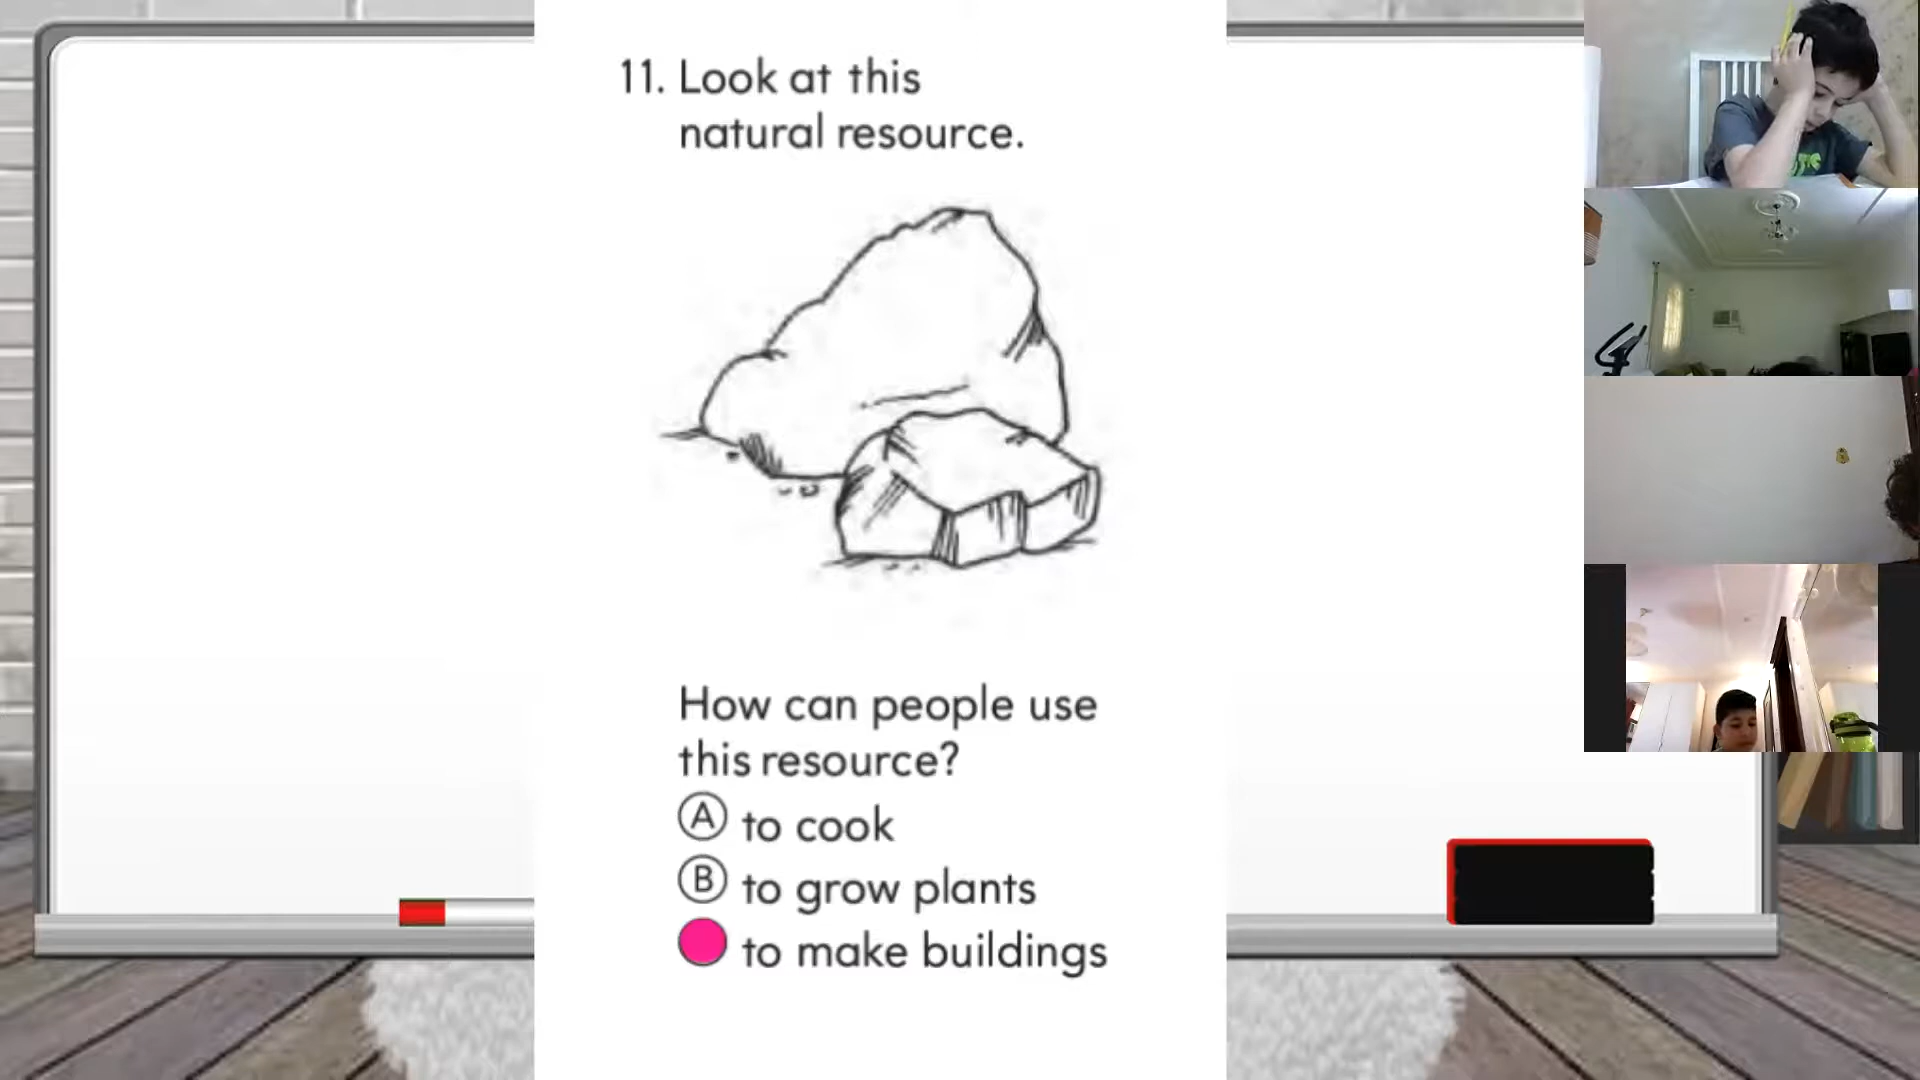 11. Look at this
natural resource.
How can people use
this resource?
A to cook
B to grow plants
to make buildings